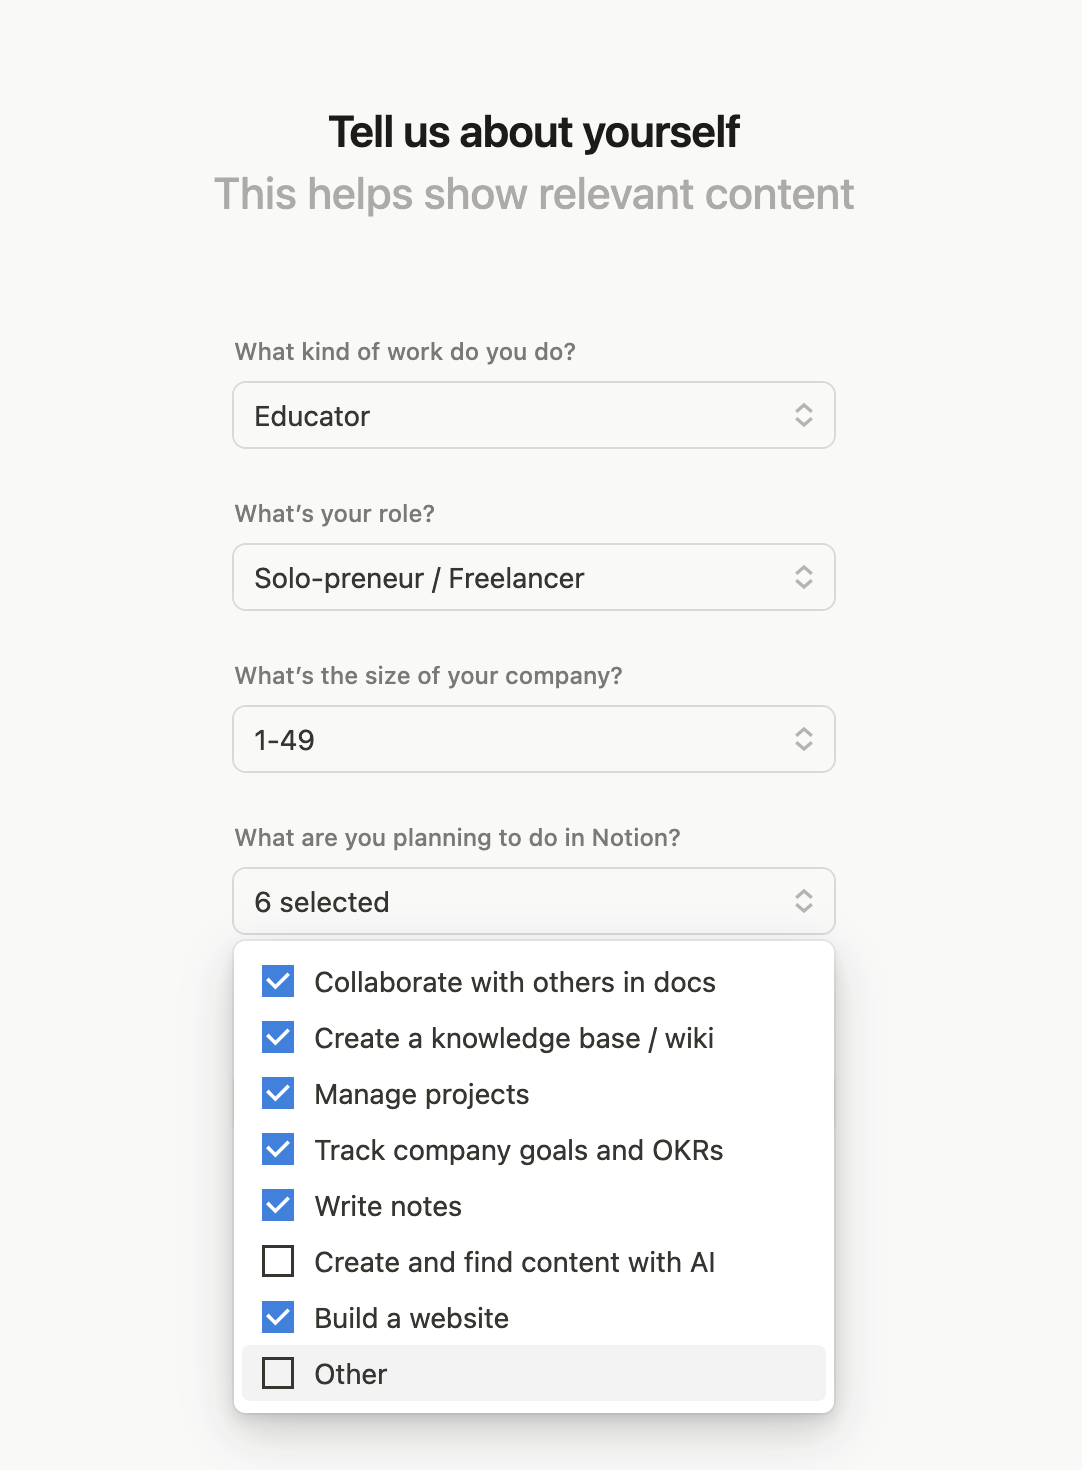 Tell us about yourself
This helps show relevant content
What kind of work do you do?
Educator
What’s your role?
Solo-preneur / Freelancer
What’s the size of your company?
1-49
What are you planning to do in Notion?
6 selected
Collaborate with others in docs
Create a knowledge base / wiki
Manage projects
Track company goals and OKRs
Write notes
Create and find content with AI
Build a website
Other